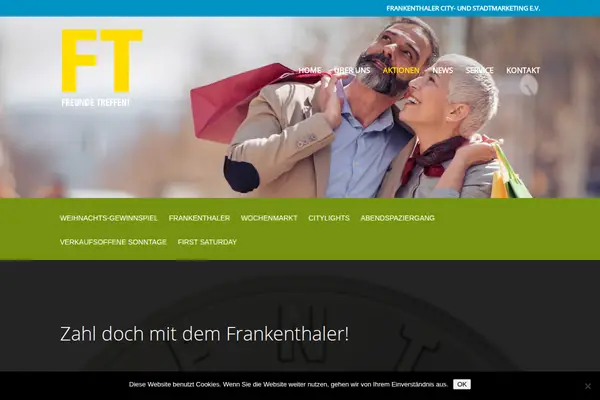 FRANKENTHALER CITY- UND STADTMARKETING E.V.
FT
FREUNDE TREFFEN!
HOME ÜBER UNS AKTIONEN NEWS SERVICE KONTAKT
WEIHNACHTS-GEWINNSPIEL FRANKENTHALER WOCHENMARKT CITYLIGHTS ABENDSPAZIERGANG
VERKAUFSOFFENE SONNTAGE FIRST SATURDAY
Zahl doch mit dem Frankenthaler!
Diese Website benutzt Cookies. Wenn Sie die Website weiter nutzen, gehen wir von Ihrem Einverständnis aus. OK